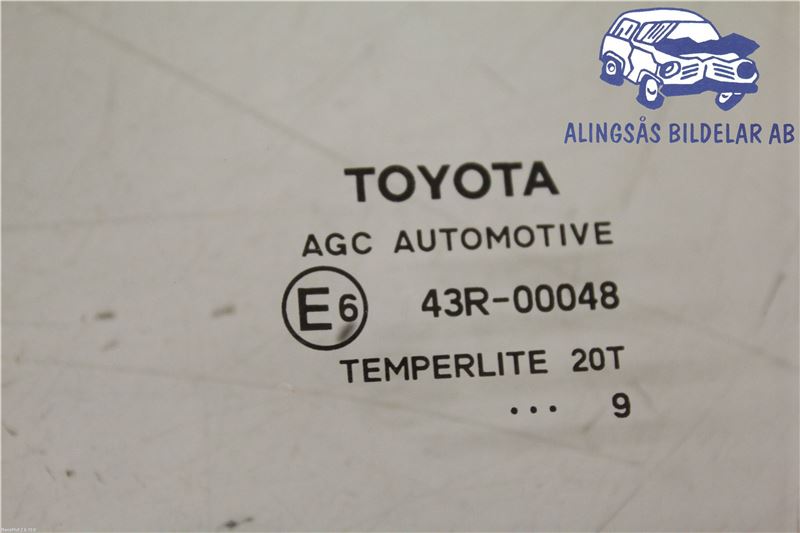 ALINGSÅS BILDELAR AB
TOYOTA
AGC AUTOMOTIVE
E6 43R-00048
TEMPERLITE 20T
... 9